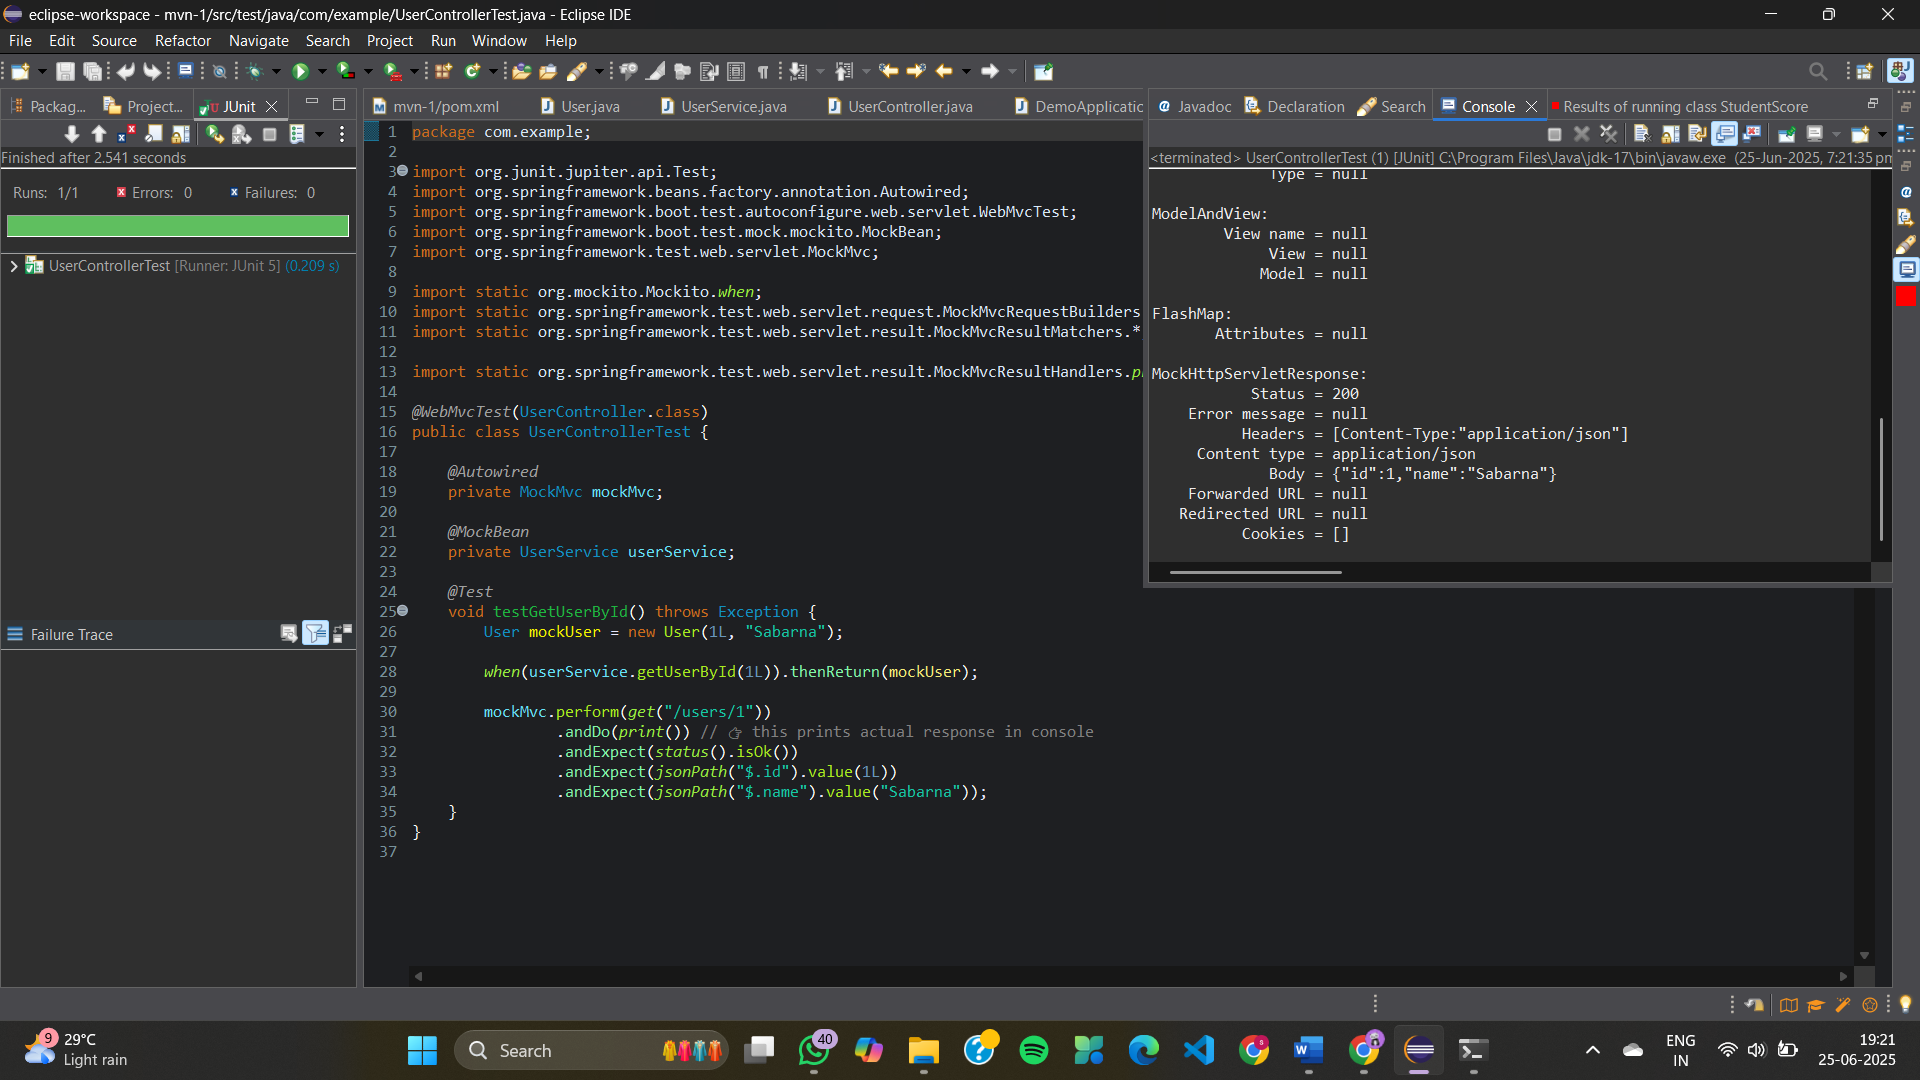 eclipse-workspace - mvn-1/src/test/java/com/example/UserControllerTest.java - Eclipse IDE
File Edit Source Refactor Navigate Search Project Run Window Help
Packag... Project... JUnit
Finished after 2.541 seconds
Runs: 1/1 Errors: 0 Failures: 0
UserControllerTest [Runner: JUnit 5] (0.209 s)
Failure Trace
mvn-1/pom.xml User.java UserService.java UserController.java DemoApplicatic
1 package com.example;
2
3 import org.junit.jupiter.api.Test;
4 import org.springframework.beans.factory.annotation.Autowired;
5 import org.springframework.boot.test.autoconfigure.web.servlet.WebMvcTest;
6 import org.springframework.boot.test.mock.mockito.MockBean;
7 import org.springframework.test.web.servlet.MockMvc;
8
9 import static org.mockito.Mockito.when;
10 import static org.springframework.test.web.servlet.request.MockMvcRequestBuilders
11 import static org.springframework.test.web.servlet.result.MockMvcResultMatchers.*
12
13 import static org.springframework.test.web.servlet.result.MockMvcResultHandlers.p
14
15 @WebMvcTest(UserController.class)
16 public class UserControllerTest {
17
18 @Autowired
19 private MockMvc mockMvc;
20
21 @MockBean
22 private UserService userService;
23
24 @Test
25 void testGetUserById() throws Exception {
26 User mockUser = new User(1L, "Sabarna");
27
28 when(userService.getUserById(1L)).thenReturn(mockUser);
29
30 mockMvc.perform(get("/users/1"))
31 .andDo(print()) // 👉 this prints actual response in console
32 .andExpect(status().isOk())
33 .andExpect(jsonPath("$.id").value(1L))
34 .andExpect(jsonPath("$.name").value("Sabarna"));
35 }
36 }
37
Javadoc Declaration Search Console Results of running class StudentScore
<terminated> UserControllerTest (1) [JUnit] C:\Program Files\Java\jdk-17\bin\javaw.exe (25-Jun-2025, 7:21:35 pm
Type = null
ModelAndView:
View name = null
View = null
Model = null
FlashMap:
Attributes = null
MockHttpServletResponse:
Status = 200
Error message = null
Headers = [Content-Type:"application/json"]
Content type = application/json
Body = {"id":1,"name":"Sabarna"}
Forwarded URL = null
Redirected URL = null
Cookies = []
9
29°C
Light rain
Search
40
ENG
IN
19:21
25-06-2025